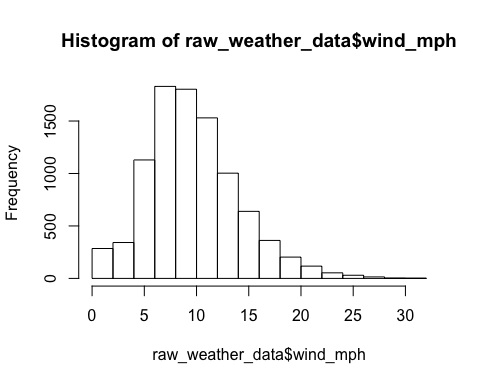 Histogram of raw_weather_data$wind_mph
Frequency
0
500
1000
1500
0 5 10 15 20 25 30
raw_weather_data$wind_mph